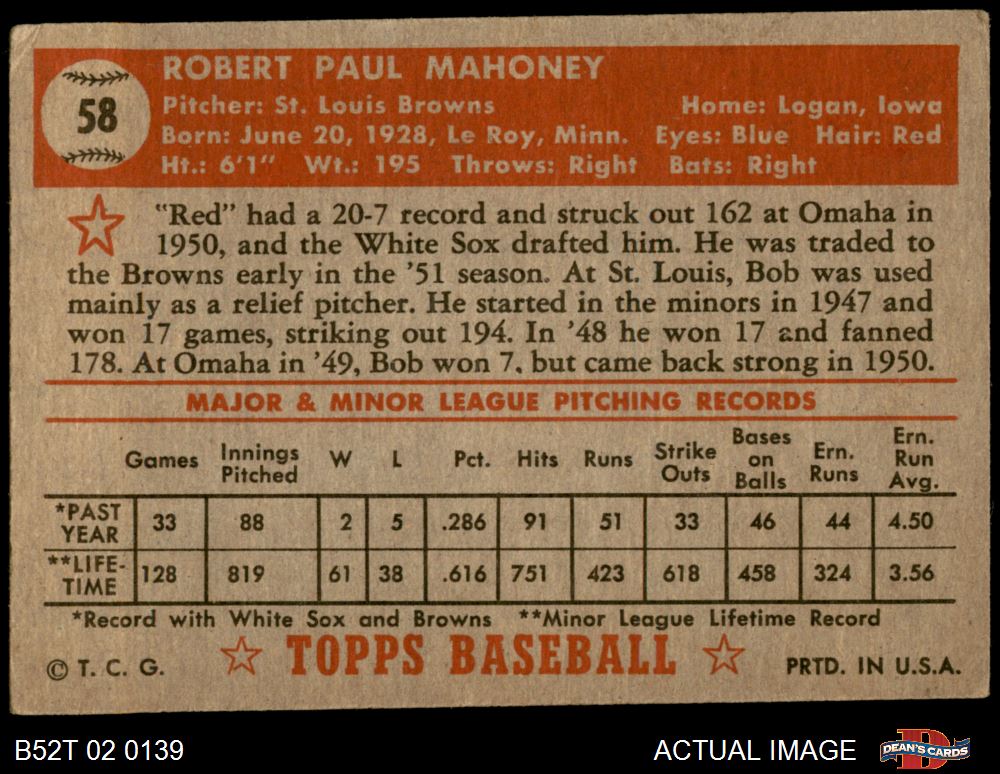 58
ROBERT PAUL MAHONEY
Pitcher: St. Louis Browns Home: Logan, Iowa
Born: June 20, 1928, Le Roy, Minn. Eyes: Blue Hair: Red
Ht.: 6'1" Wt.: 195 Throws: Right Bats: Right
"Red" had a 20-7 record and struck out 162 at Omaha in
1950, and the White Sox drafted him. He was traded to
the Browns early in the '51 season. At St. Louis, Bob was used
mainly as a relief pitcher. He started in the minors in 1947 and
won 17 games, striking out 194. In '48 he won 17 and fanned
178. At Omaha in '49, Bob won 7, but came back strong in 1950.
MAJOR & MINOR LEAGUE PITCHING RECORDS
Games Innings Pitched W L Pct. Hits Runs Strike Outs Bases on Balls Ern. Runs Ern. Run Avg.
*PAST YEAR 33 88 2 5 .286 91 51 33 46 44 4.50
**LIFE-TIME 128 819 61 38 .616 751 423 618 458 324 3.56
*Record with White Sox and Browns **Minor League Lifetime Record
© T. C. G. TOPPS BASEBALL PRTD. IN U.S.A.
B52T 02 0139 ACTUAL IMAGE DEAN'S CARDS